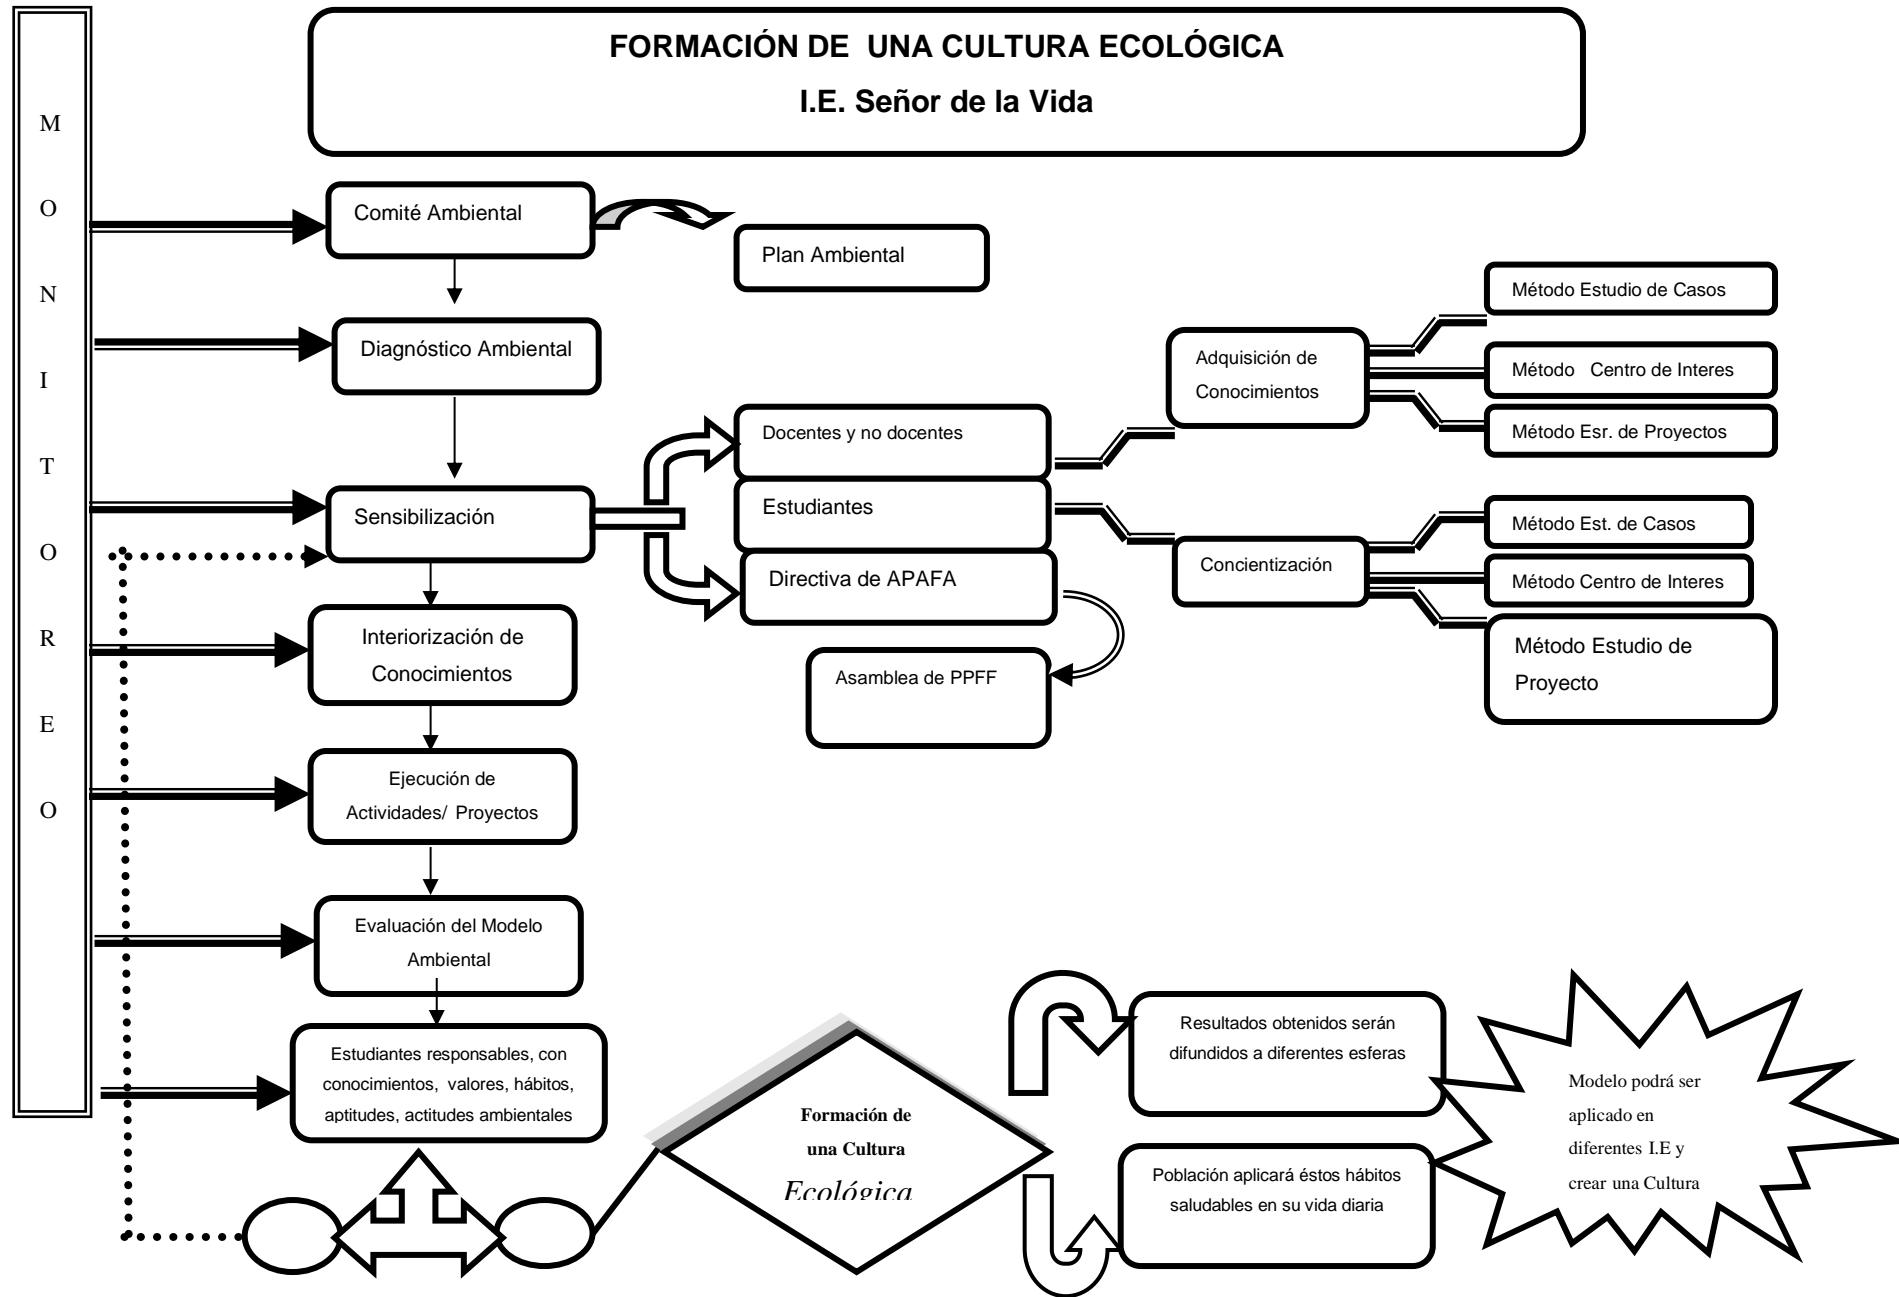 FORMACIÓN DE UNA CULTURA ECOLÓGICA
I.E. Señor de la Vida
M
O
N
I
T
O
R
E
O
Comité Ambiental
Plan Ambiental
Diagnóstico Ambiental
Sensibilización
Docentes y no docentes
Estudiantes
Directiva de APAFA
Asamblea de PPFF
Adquisición de
Conocimientos
Método Estudio de Casos
Método Centro de Interes
Método Esr. de Proyectos
Concientización
Método Est. de Casos
Método Centro de Interes
Método Estudio de
Proyecto
Interiorización de
Conocimientos
Ejecución de
Actividades/ Proyectos
Evaluación del Modelo
Ambiental
Estudiantes responsables, con
conocimientos, valores, hábitos,
aptitudes, actitudes ambientales
Formación de
una Cultura
Ecológica
Resultados obtenidos serán
difundidos a diferentes esferas
Población aplicará éstos hábitos
saludables en su vida diaria
Modelo podrá ser
aplicado en
diferentes I.E y
crear una Cultura